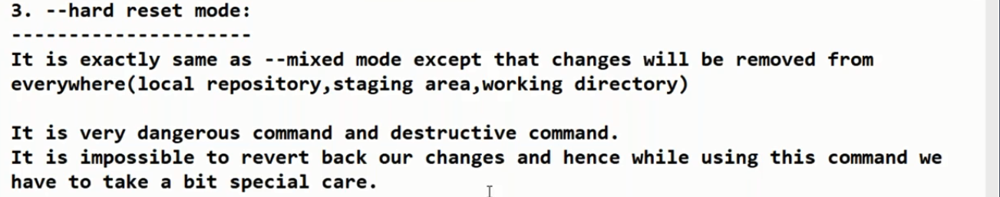 3. --hard reset mode:
---------------------
It is exactly same as --mixed mode except that changes will be removed from
everywhere(local repository,staging area,working directory)
It is very dangerous command and destructive command.
It is impossible to revert back our changes and hence while using this command we
have to take a bit special care.